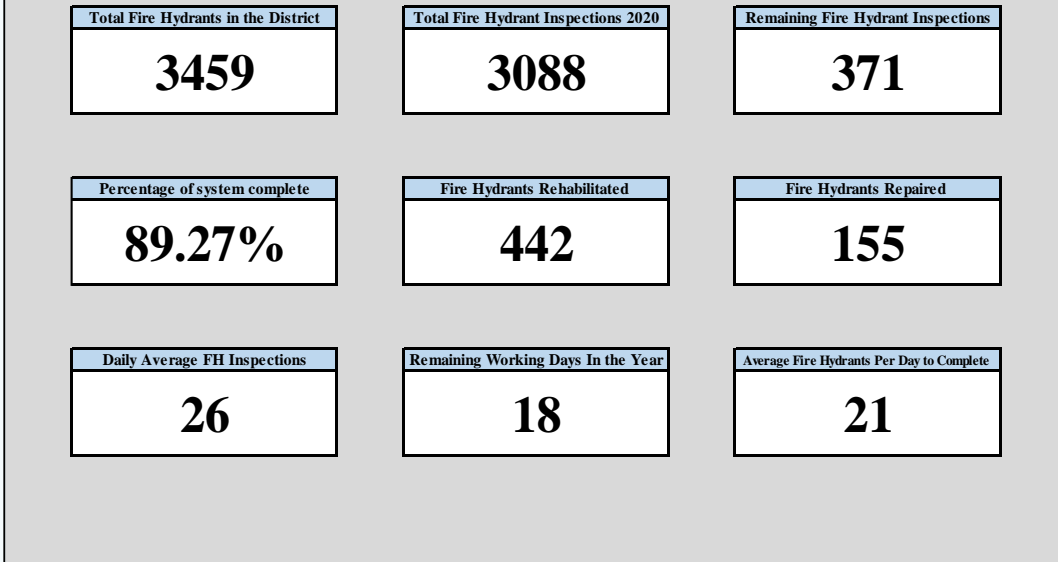 Total Fire Hydrants in the District
Total Fire Hydrant Inspections 2020
Remaining Fire Hydrant Inspections
3459
3088
371
Percentage of system complete
Fire Hydrants Rehabilitated
Fire Hydrants Repaired
89.27%
442
155
Daily Average FH Inspections
Remaining Working Days In the Year
Average Fire Hydrants Per Day to Complete
26
18
21